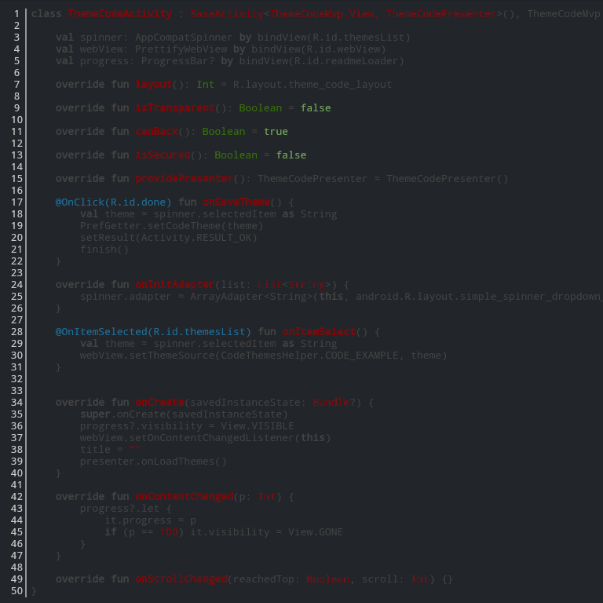 1 class ThemeCodeActivity : BaseActivity<ThemeCodeMvp.View, ThemeCodePresenter>(), ThemeCodeMvp
2
3 val spinner: AppCompatSpinner by bindView(R.id.themesList)
4 val webView: PrettifyWebView by bindView(R.id.webView)
5 val progress: ProgressBar? by bindView(R.id.readmeLoader)
6
7 override fun layout(): Int = R.layout.theme_code_layout
8
9 override fun isTransparent(): Boolean = false
10
11 override fun canBack(): Boolean = true
12
13 override fun isSecured(): Boolean = false
14
15 override fun providePresenter(): ThemeCodePresenter = ThemeCodePresenter()
16
17 @OnClick(R.id.done) fun onSaveTheme() {
18 val theme = spinner.selectedItem as String
19 PrefGetter.setCodeTheme(theme)
20 setResult(Activity.RESULT_OK)
21 finish()
22 }
23
24 override fun onInitAdapter(list: List<String>) {
25 spinner.adapter = ArrayAdapter<String>(this, android.R.layout.simple_spinner_dropdown_
26 }
27
28 @OnItemSelected(R.id.themesList) fun onItemSelect() {
29 val theme = spinner.selectedItem as String
30 webView.setThemeSource(CodeThemesHelper.CODE_EXAMPLE, theme)
31 }
32
33
34 override fun onCreate(savedInstanceState: Bundle?) {
35 super.onCreate(savedInstanceState)
36 progress?.visibility = View.VISIBLE
37 webView.setOnContentChangedListener(this)
38 title = ""
39 presenter.onLoadThemes()
40 }
41
42 override fun onContentChanged(p: Int) {
43 progress?.let {
44 it.progress = p
45 if (p == 100) it.visibility = View.GONE
46 }
47 }
48
49 override fun onScrollChanged(reachedTop: Boolean, scroll: Int) {}
50 }